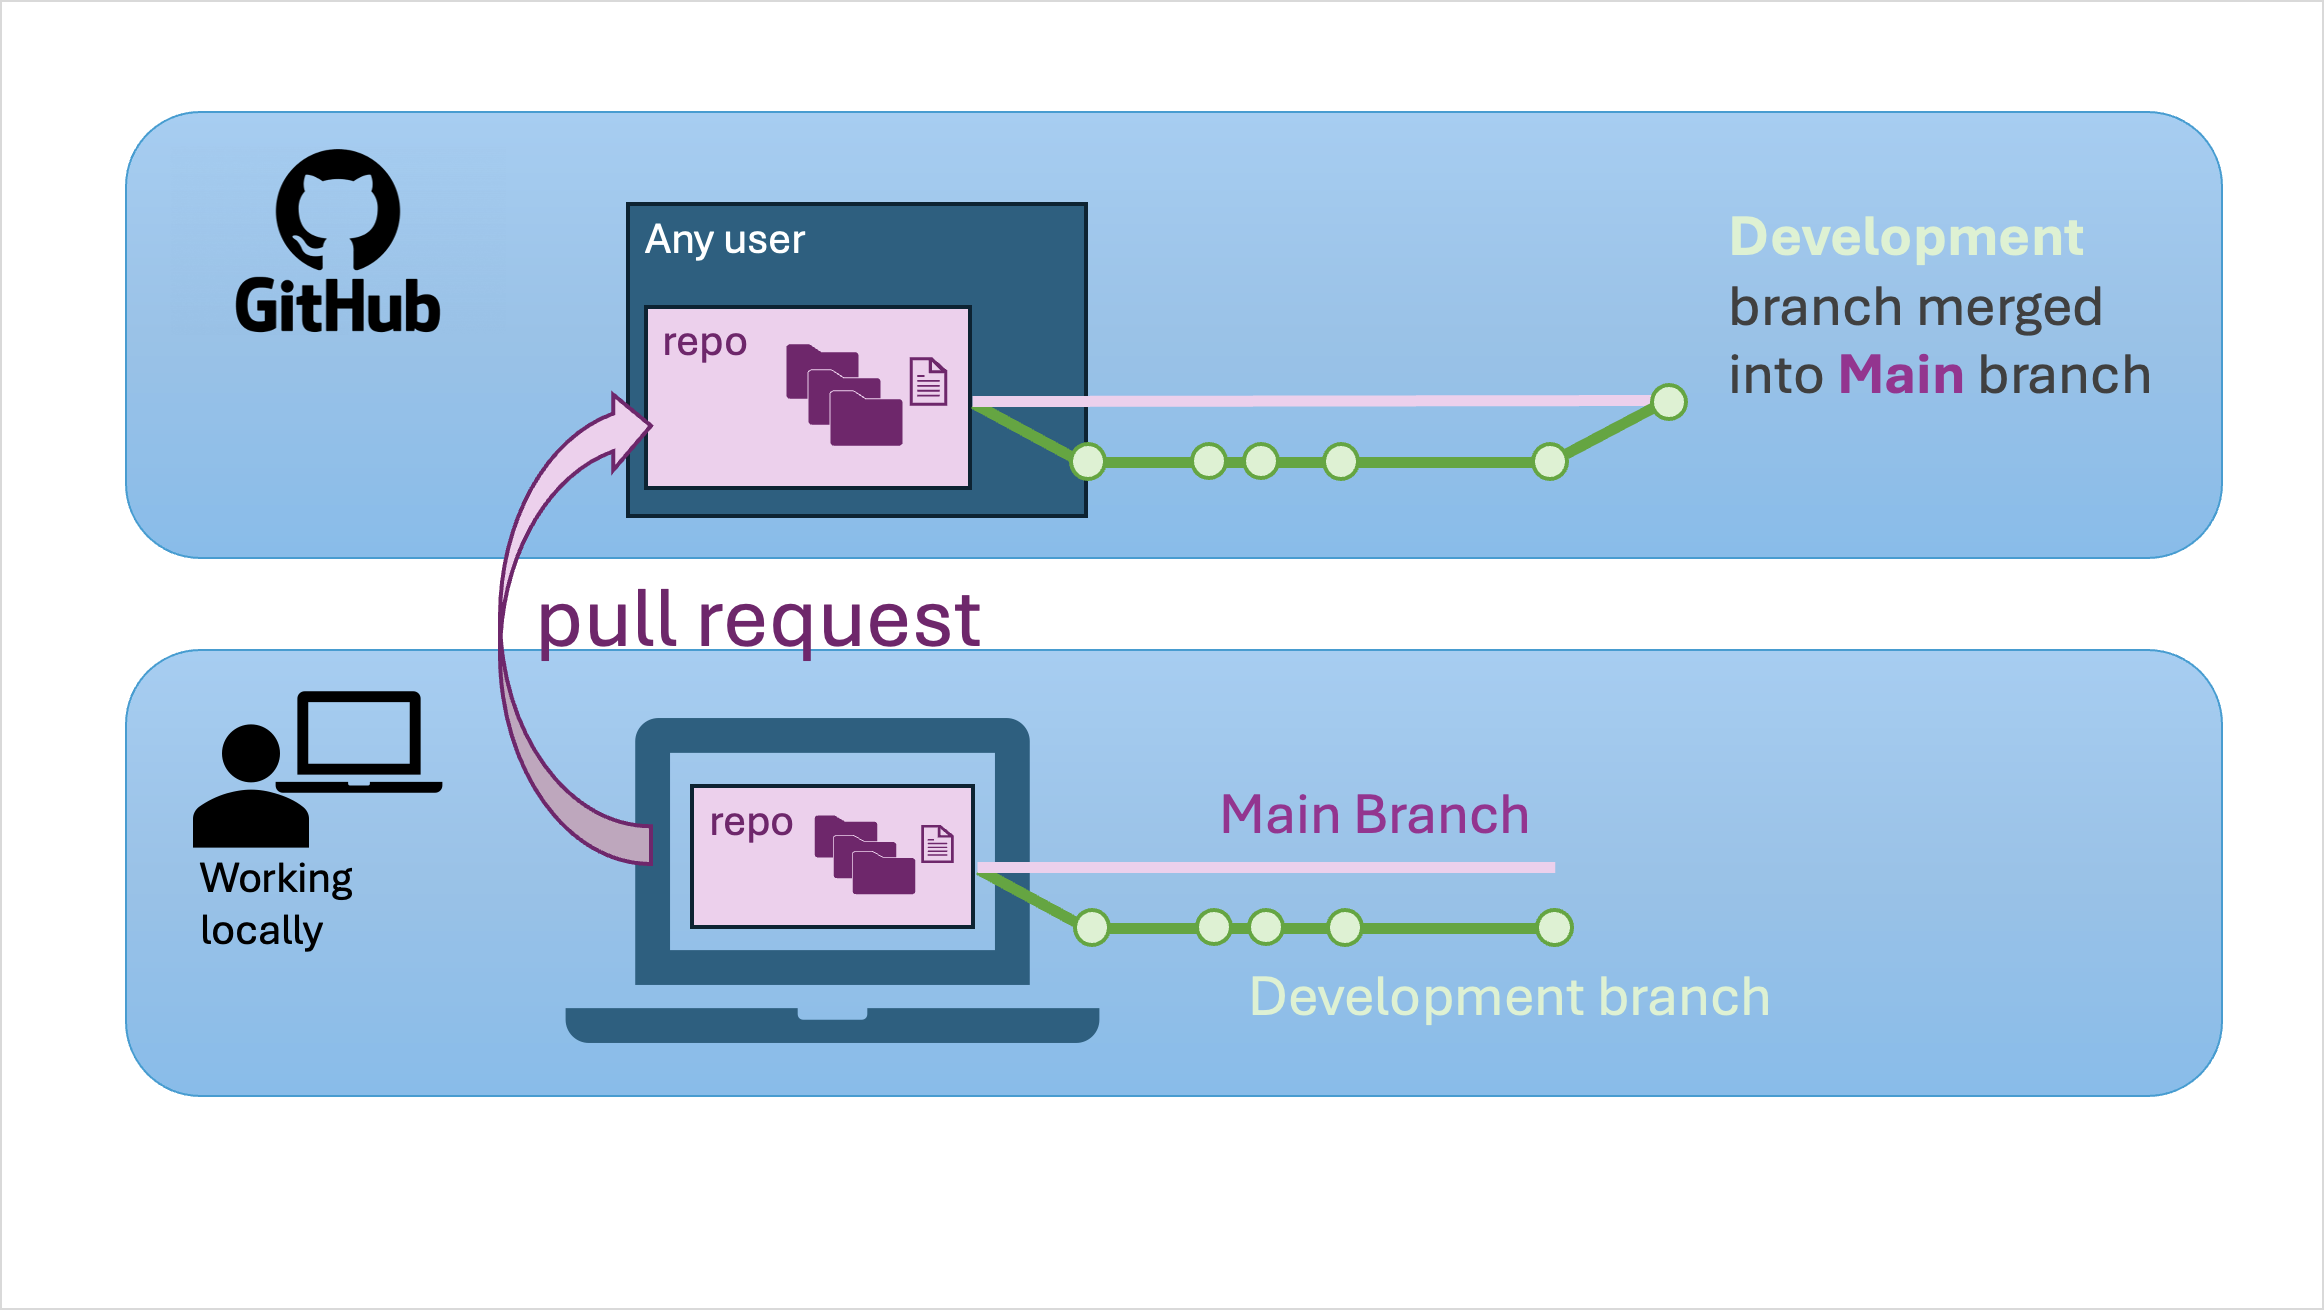 GitHub
Any user
repo
Development
branch merged
into Main branch
pull request
Working
locally
repo
Main Branch
Development branch